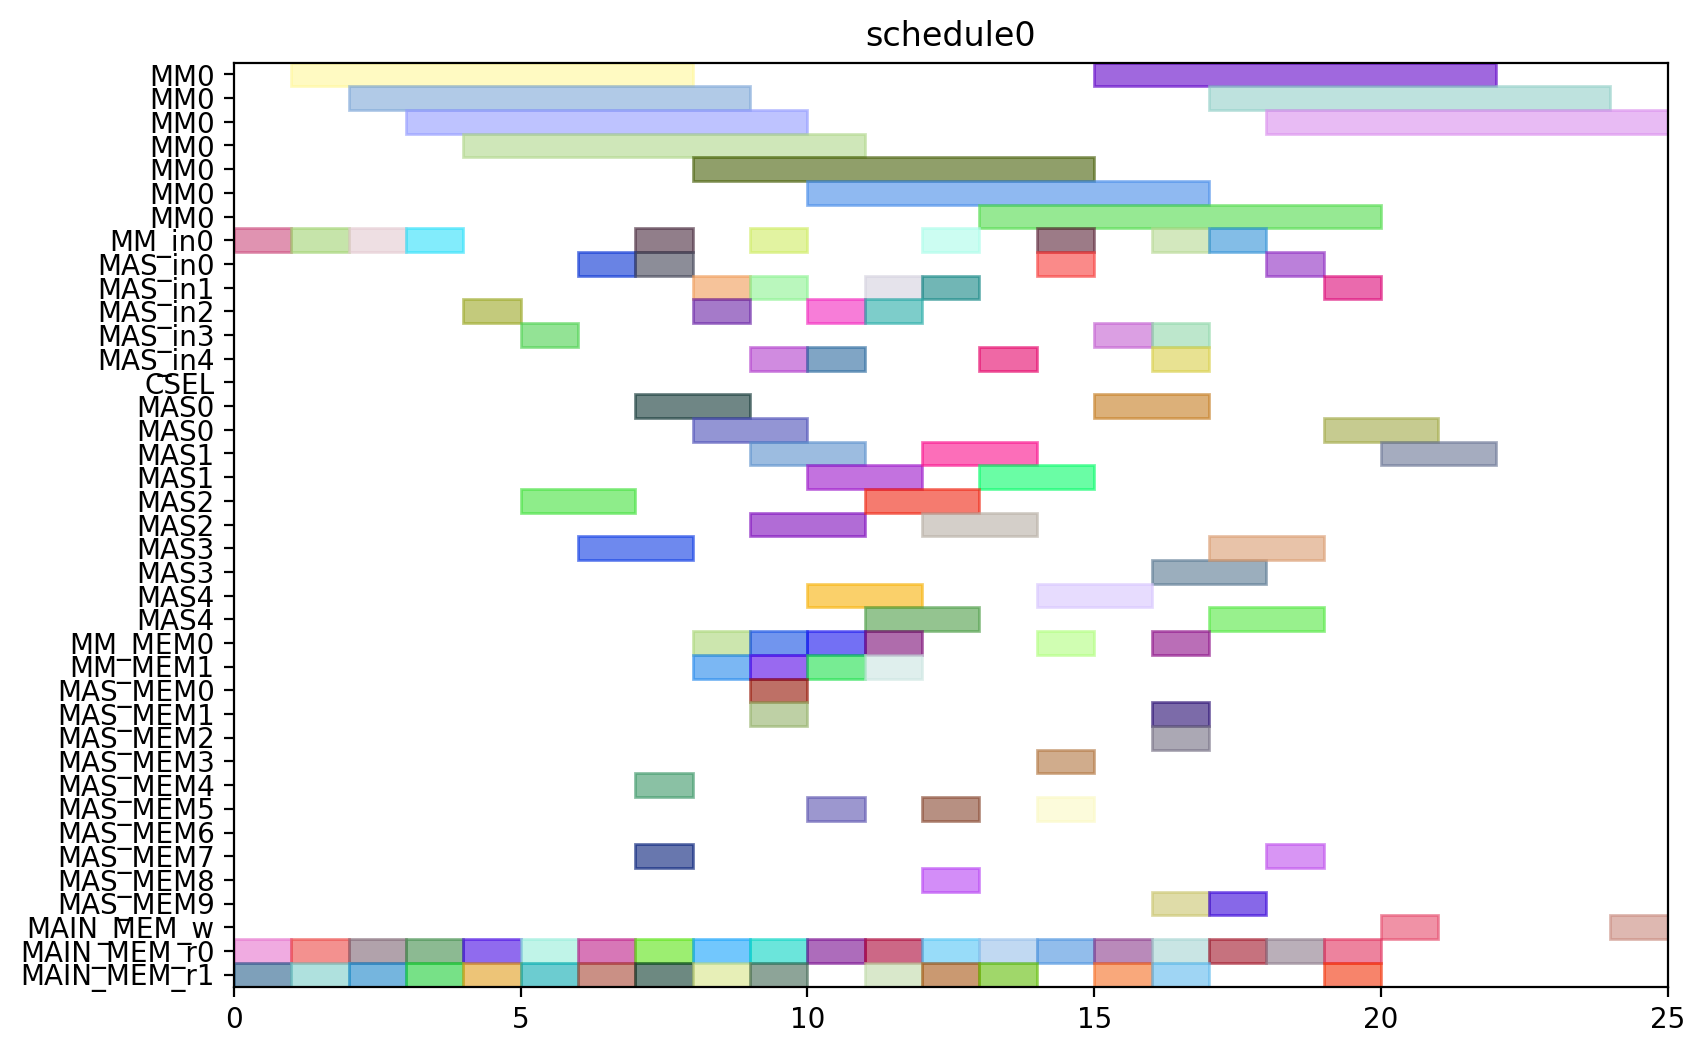 schedule0
MM0
MM0
MM0
MM0
MM0
MM0
MM0
MM_in0
MAS_in0
MAS_in1
MAS_in2
MAS_in3
MAS_in4
CSEL
MAS0
MAS0
MAS1
MAS1
MAS2
MAS2
MAS3
MAS3
MAS4
MAS4
MM_MEM0
MM_MEM1
MAS_MEM0
MAS_MEM1
MAS_MEM2
MAS_MEM3
MAS_MEM4
MAS_MEM5
MAS_MEM6
MAS_MEM7
MAS_MEM8
MAS_MEM9
MAIN_MEM_w
MAIN_MEM_r0
MAIN_MEM_r1
0 5 10 15 20 25